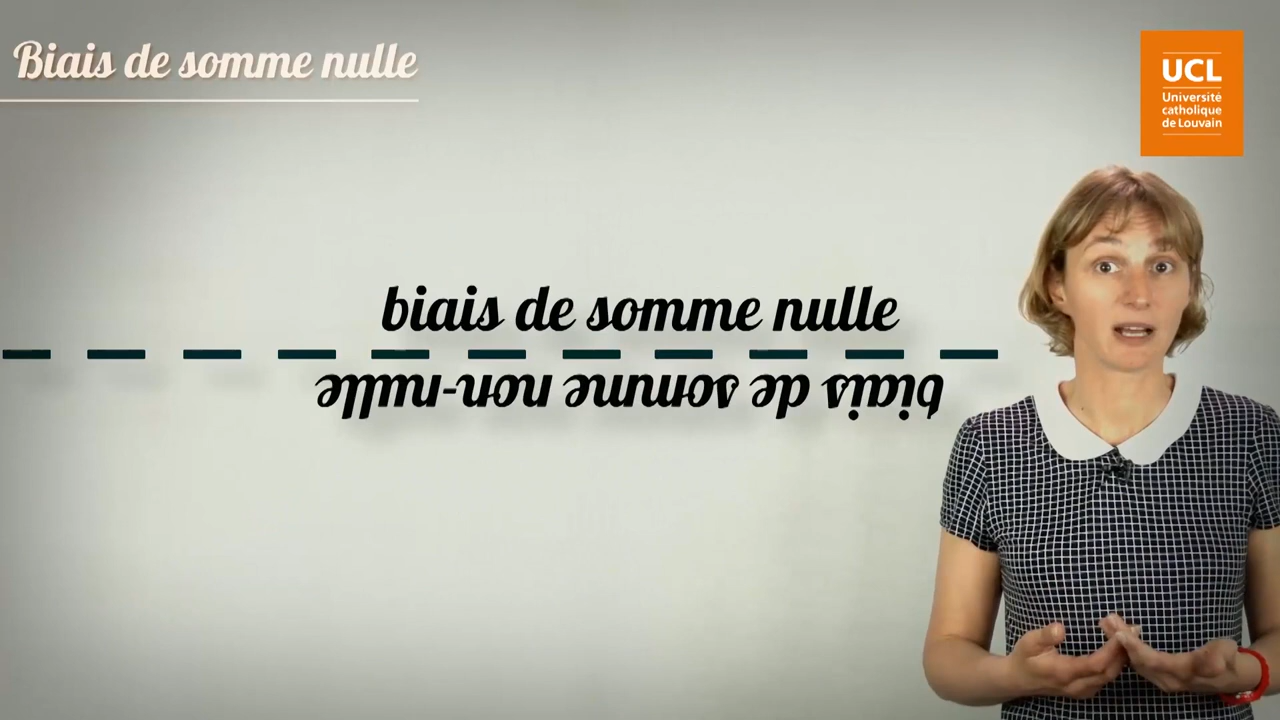 Biais de somme nulle
UCL
Université
catholique
de Louvain
biais de somme nulle
biais de somme non-nulle